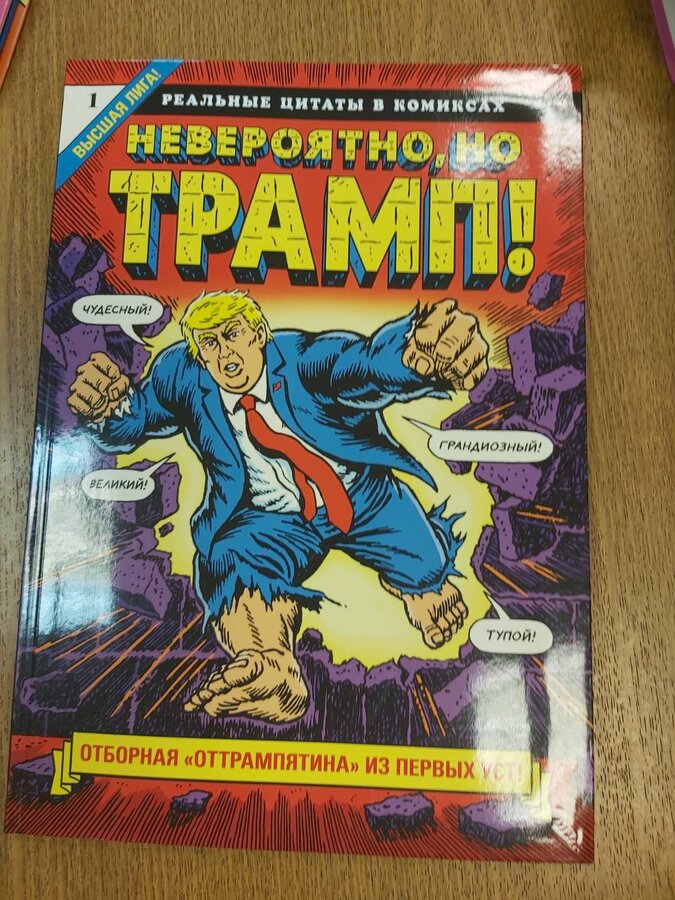 1
ВЫСШАЯ ЛИГА!
РЕАЛЬНЫЕ ЦИТАТЫ В КОМИКСАХ
НЕВЕРОЯТНО, НО
ТРАМП!
ЧУДЕСНЫЙ!
ГРАНДИОЗНЫЙ!
ВЕЛИКИЙ!
ТУПОЙ!
ОТБОРНАЯ «ОТТРАМПЯТИНА» ИЗ ПЕРВЫХ УСТ!